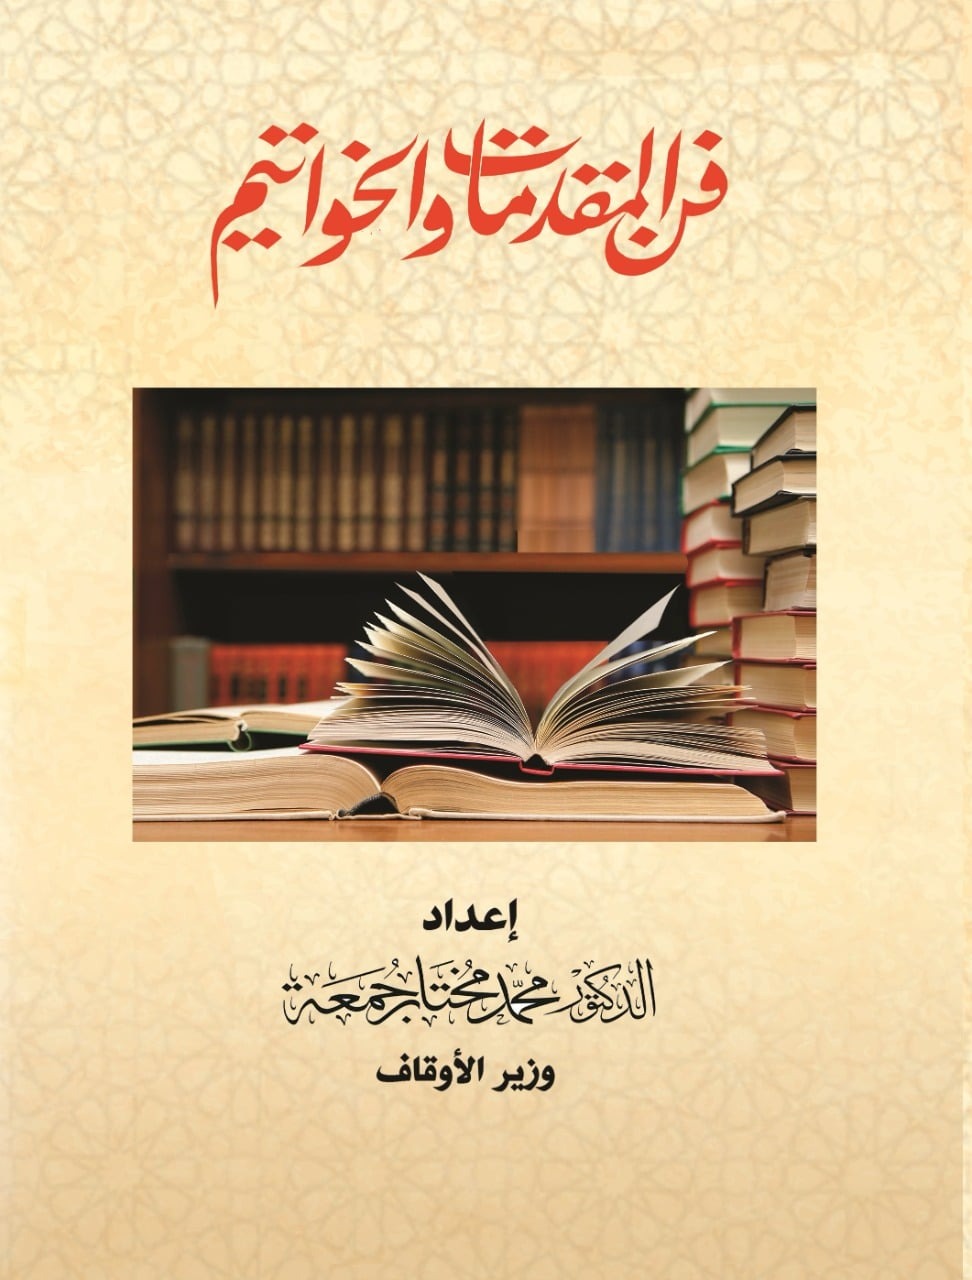 فن المقدمات والخواتيم
إعداد
الدكتور محمد مختار جمعة
وزير الأوقاف